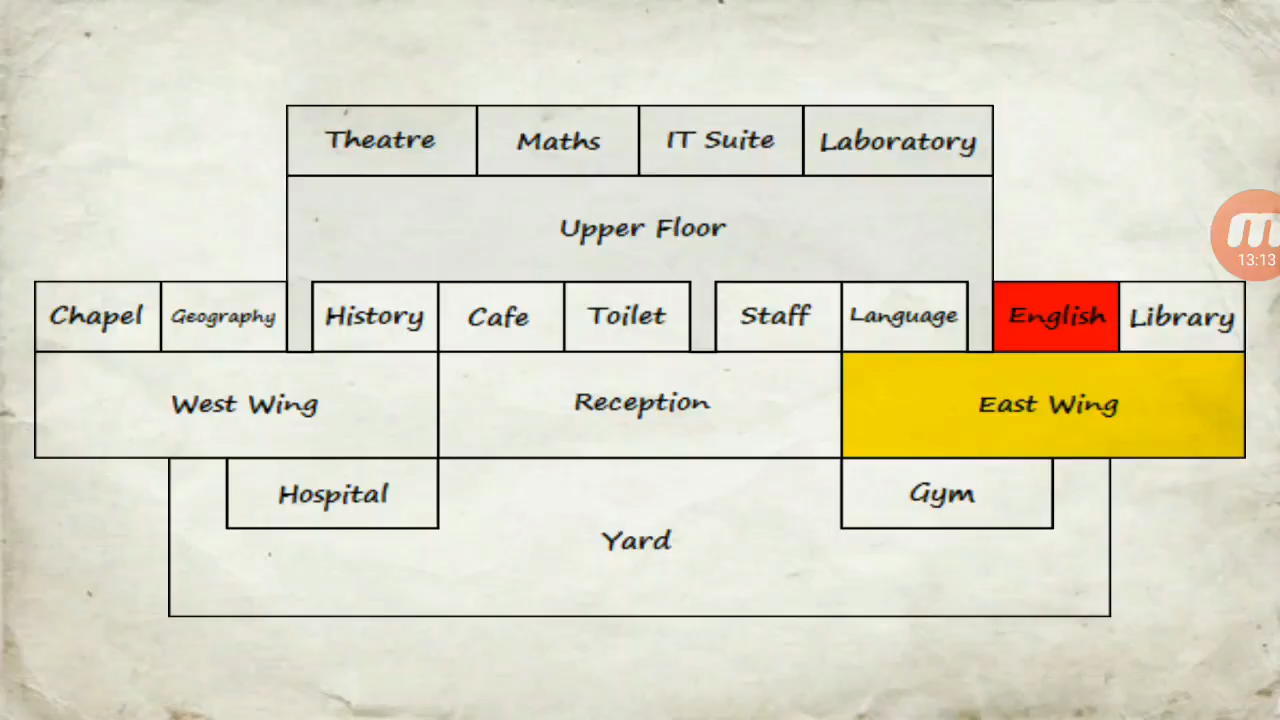 Theatre
Maths
IT Suite
Laboratory
Upper Floor
Chapel
Geography
History
Cafe
Toilet
Staff
Language
English
Library
West Wing
Reception
East Wing
Hospital
Gym
Yard
m
13:13